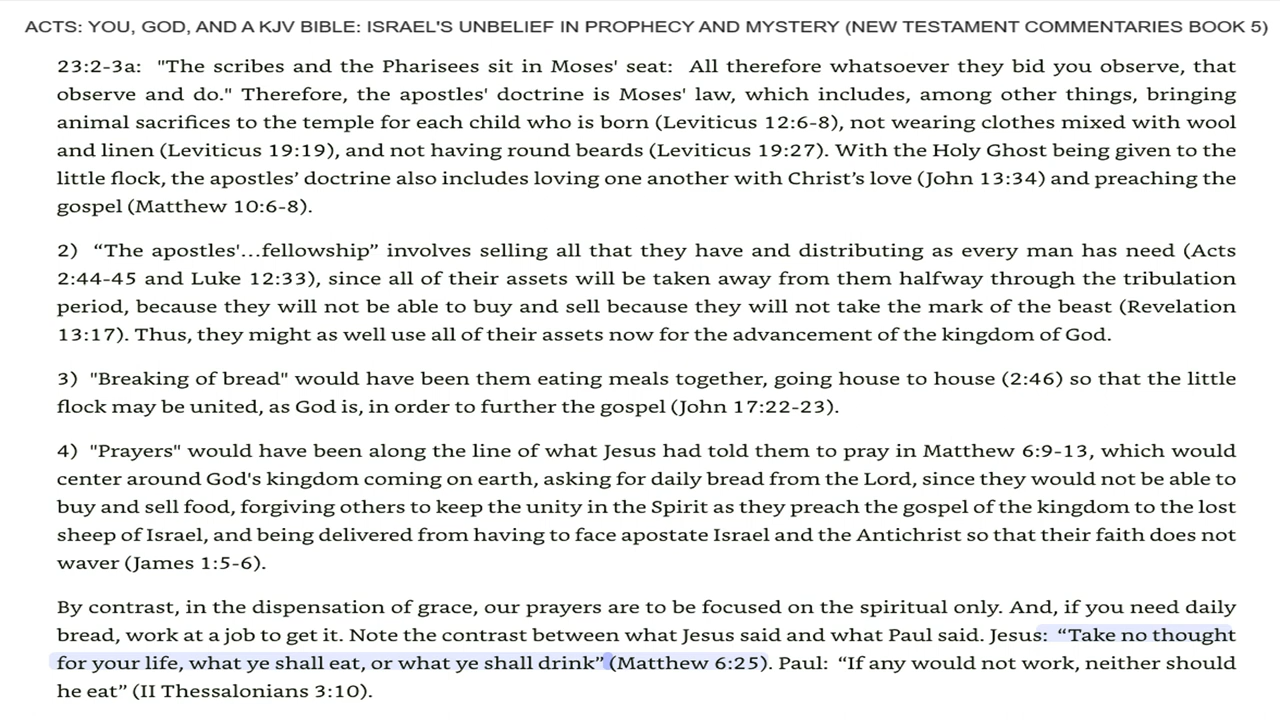 ACTS: YOU, GOD, AND A KJV BIBLE: ISRAEL'S UNBELIEF IN PROPHECY AND MYSTERY (NEW TESTAMENT COMMENTARIES BOOK 5)
23:2-3a: "The scribes and the Pharisees sit in Moses' seat: All therefore whatsoever they bid you observe, that
observe and do." Therefore, the apostles' doctrine is Moses' law, which includes, among other things, bringing
animal sacrifices to the temple for each child who is born (Leviticus 12:6-8), not wearing clothes mixed with wool
and linen (Leviticus 19:19), and not having round beards (Leviticus 19:27). With the Holy Ghost being given to the
little flock, the apostles’ doctrine also includes loving one another with Christ’s love (John 13:34) and preaching the
gospel (Matthew 10:6-8).
2) “The apostles'…fellowship” involves selling all that they have and distributing as every man has need (Acts
2:44-45 and Luke 12:33), since all of their assets will be taken away from them halfway through the tribulation
period, because they will not be able to buy and sell because they will not take the mark of the beast (Revelation
13:17). Thus, they might as well use all of their assets now for the advancement of the kingdom of God.
3) "Breaking of bread" would have been them eating meals together, going house to house (2:46) so that the little
flock may be united, as God is, in order to further the gospel (John 17:22-23).
4) "Prayers" would have been along the line of what Jesus had told them to pray in Matthew 6:9-13, which would
center around God's kingdom coming on earth, asking for daily bread from the Lord, since they would not be able to
buy and sell food, forgiving others to keep the unity in the Spirit as they preach the gospel of the kingdom to the lost
sheep of Israel, and being delivered from having to face apostate Israel and the Antichrist so that their faith does not
waver (James 1:5-6).
By contrast, in the dispensation of grace, our prayers are to be focused on the spiritual only. And, if you need daily
bread, work at a job to get it. Note the contrast between what Jesus said and what Paul said. Jesus: “Take no thought
for your life, what ye shall eat, or what ye shall drink” (Matthew 6:25). Paul: “If any would not work, neither should
he eat” (II Thessalonians 3:10).